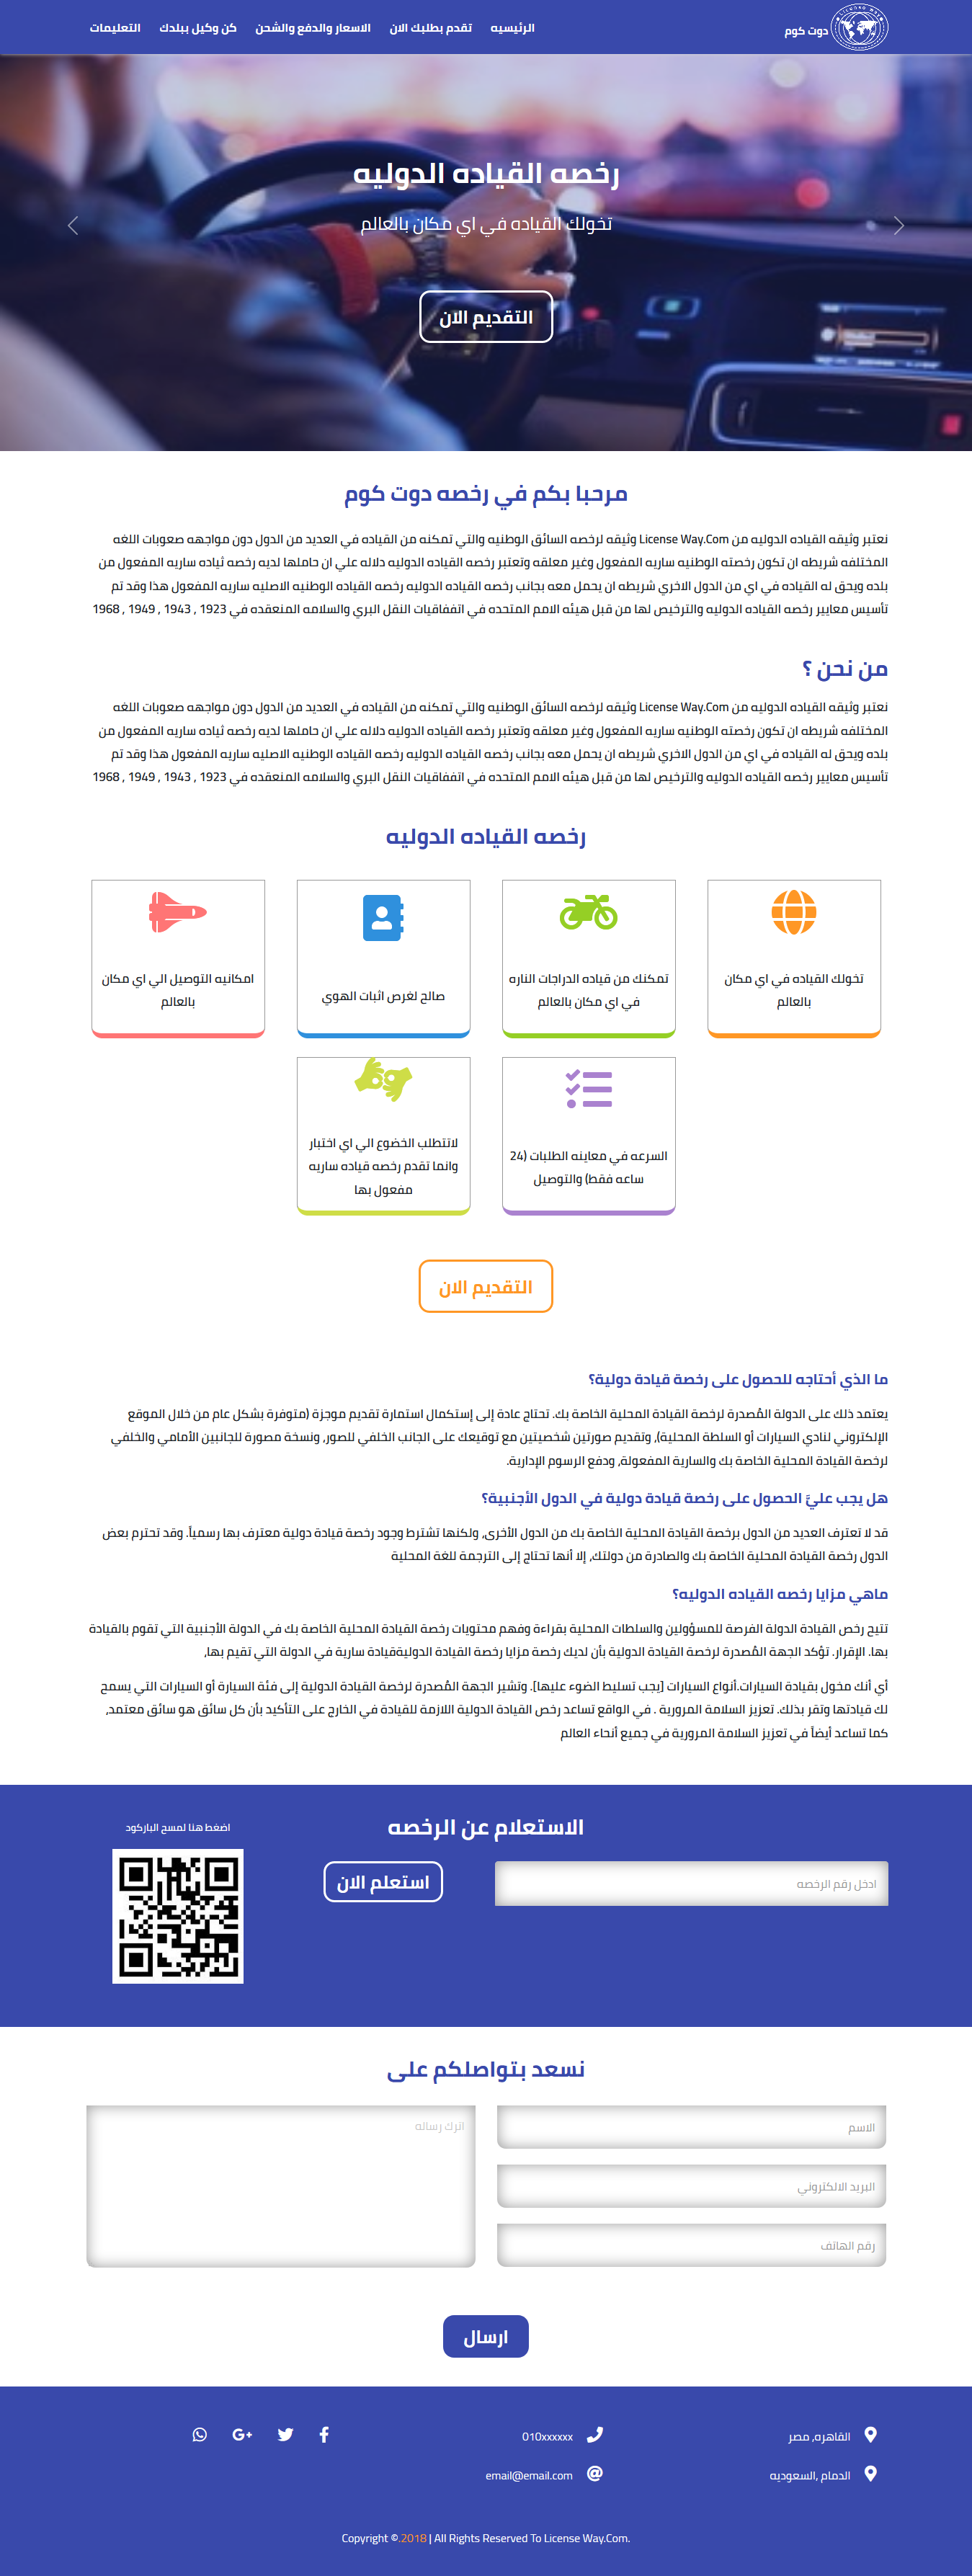 LICENSE WAY
دوت كوم
الرئيسيه
تقدم بطلبك الان
الاسعار والدفع والشحن
كن وكيل ببلدك
التعليمات
رخصه القياده الدوليه
تخولك القياده في اي مكان بالعالم
التقديم الان
مرحبا بكم في رخصه دوت كوم
نعتبر وثيقه القياده الدوليه من License Way.Com وثيقه لرخصه السائق الوطنيه والتي تمكنه من القياده في العديد من الدول دون مواجهه صعوبات اللغه
المختلفه شريطه ان تكون رخصته الوطنيه ساريه المفعول وغير معلقه وتعتبر رخصه القياده الدوليه دلاله علي ان حاملها لديه رخصه ثياده ساريه المفعول من
بلده ويحق له القياده في اي من الدول الاخري شريطه ان يحمل معه بجانب رخصه القياده الدوليه رخصه القياده الوطنيه الاصليه ساريه المفعول هذا وقد تم
تأسيس معايير رخصه القياده الدوليه والترخيص لها من قبل هيئه الامم المتحده في اتففاقيات النقل البري والسلامه المنعقده في 1923 , 1943 , 1949 , 1968
من نحن ؟
نعتبر وثيقه القياده الدوليه من License Way.Com وثيقه لرخصه السائق الوطنيه والتي تمكنه من القياده في العديد من الدول دون مواجهه صعوبات اللغه
المختلفه شريطه ان تكون رخصته الوطنيه ساريه المفعول وغير معلقه وتعتبر رخصه القياده الدوليه دلاله علي ان حاملها لديه رخصه ثياده ساريه المفعول من
بلده ويحق له القياده في اي من الدول الاخري شريطه ان يحمل معه بجانب رخصه القياده الدوليه رخصه القياده الوطنيه الاصليه ساريه المفعول هذا وقد تم
تأسيس معايير رخصه القياده الدوليه والترخيص لها من قبل هيئه الامم المتحده في اتففاقيات النقل البري والسلامه المنعقده في 1923 , 1943 , 1949 , 1968
رخصه القياده الدوليه
تخولك القياده في اي مكان
بالعالم
تمكنك من قياده الدراجات الناره
في اي مكان بالعالم
صالح لغرض اثبات الهوي
امكانيه التوصيل الي اي مكان
بالعالم
السرعه في معاينه الطلبات (24
ساعه فقط) والتوصيل
لاتتطلب الخضوع الي اي اختبار
وانما تقدم رخصه قياده ساريه
مفعول بها
التقديم الان
ما الذي أحتاجه للحصول على رخصة قيادة دولية؟
يعتمد ذلك على الدولة المُصدرة لرخصة القيادة المحلية الخاصة بك. تحتاج عادة إلى إستكمال استمارة تقديم موجزة (متوفرة بشكل عام من خلال الموقع
الإلكتروني لنادي السيارات أو السلطة المحلية)، وتقديم صورتين شخصيتين مع توقيعك على الجانب الخلفي للصور، ونسخة مصورة للجانبين الأمامي والخلفي
لرخصة القيادة المحلية الخاصة بك والسارية المفعولة، ودفع الرسوم الإدارية.
هل يجب عليَّ الحصول على رخصة قيادة دولية في الدول الأجنبية؟
قد لا تعترف العديد من الدول برخصة القيادة المحلية الخاصة بك من الدول الأخرى، ولكنها تشترط وجود رخصة قيادة دولية معترف بها رسمياً. وقد تحترم بعض
الدول رخصة القيادة المحلية الخاصة بك والصادرة من دولتك، إلا أنها تحتاج إلى الترجمة للغة المحلية
ماهي مزايا رخصه القياده الدوليه؟
تتيح رخص القيادة الدولة الفرصة للمسؤولين والسلطات المحلية بقراءة وفهم محتويات رخصة القيادة المحلية الخاصة بك في الدولة الأجنبية التي تقوم بالقيادة
بها. الإقرار. تؤكد الجهة المُصدرة لرخصة القيادة الدولية بأن لديك رخصة مزايا رخصة القيادة الدوليةقيادة سارية في الدولة التي تقيم بها،
أي أنك مخول بقيادة السيارات.أنواع السيارات [يجب تسليط الضوء عليها]. وتشير الجهة المُصدرة لرخصة القيادة الدولية إلى فئة السيارة أو السيارات التي يسمح
لك قيادتها وتقر بذلك. تعزيز السلامة المرورية . في الواقع تساعد رخص القيادة الدولية اللازمة للقيادة في الخارج على التأكيد بأن كل سائق هو سائق معتمد,
كما تساعد أيضاً في تعزيز السلامة المرورية في جميع أنحاء العالم
الاستعلام عن الرخصه
ادخل رقم الرخصه
استعلم الان
اضغط هنا لمسح الباركود
نسعد بتواصلكم على
الاسم
البريد الالكتروني
رقم الهاتف
اترك رساله
ارسال
القاهره, مصر
الدمام ,السعوديه
010xxxxxx
email@email.com
Copyright ©.2018 | All Rights Reserved To License Way.Com.